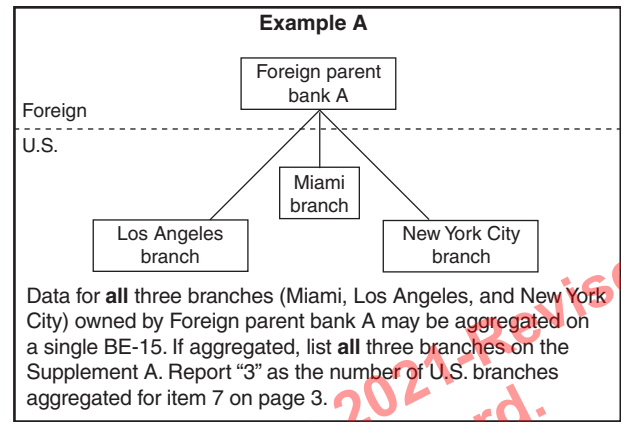 Example A
Foreign parent
bank A
Foreign
U.S.
Miami
branch
Los Angeles
branch
New York City
branch
Data for all three branches (Miami, Los Angeles, and New York
City) owned by Foreign parent bank A may be aggregated on
a single BE-15. If aggregated, list all three branches on the
Supplement A. Report “3” as the number of U.S. branches
aggregated for item 7 on page 3.
2021-Revise